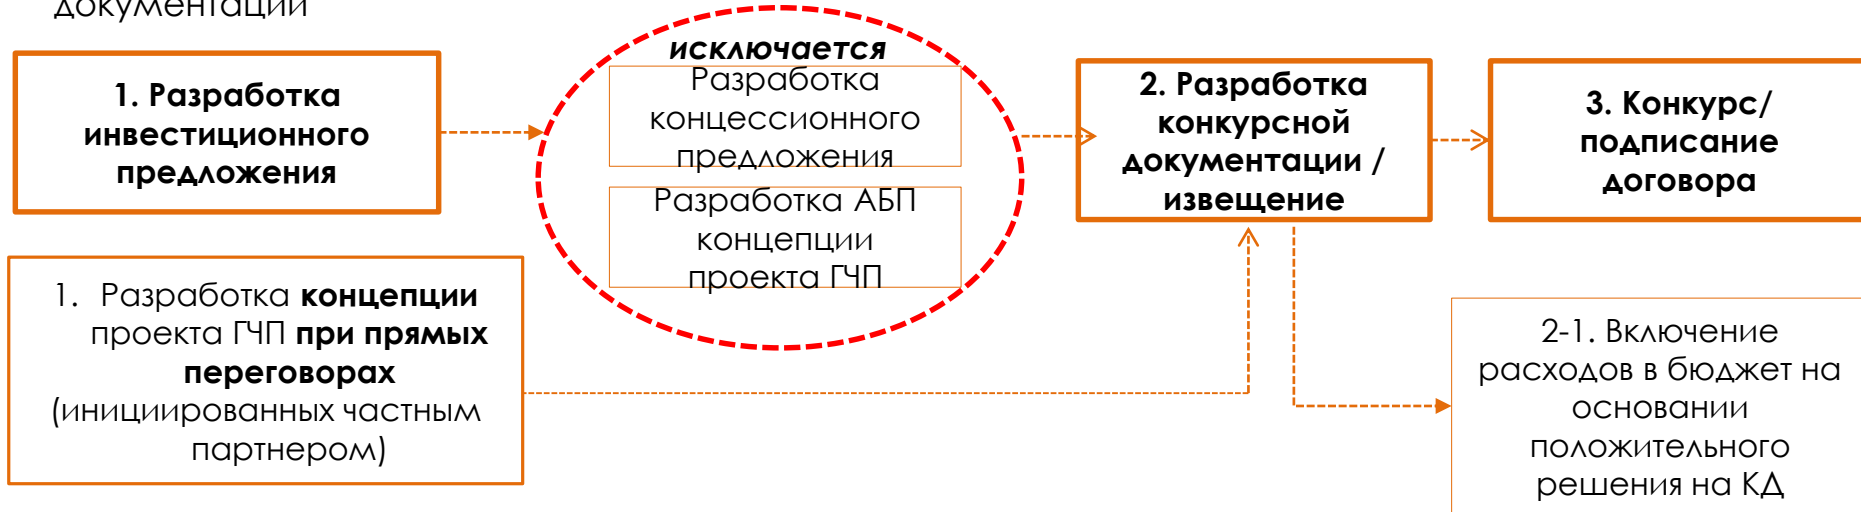 документации
1. Разработка
инвестиционного
предложения
исключается
Разработка
концессионного
предложения
Разработка АБП
концепции
проекта ГЧП
2. Разработка
конкурсной
документации /
извещение
3. Конкурс/
подписание
договора
1. Разработка концепции
проекта ГЧП при прямых
переговорах
(инициированных частным
партнером)
2-1. Включение
расходов в бюджет на
основании
положительного
решения на КД